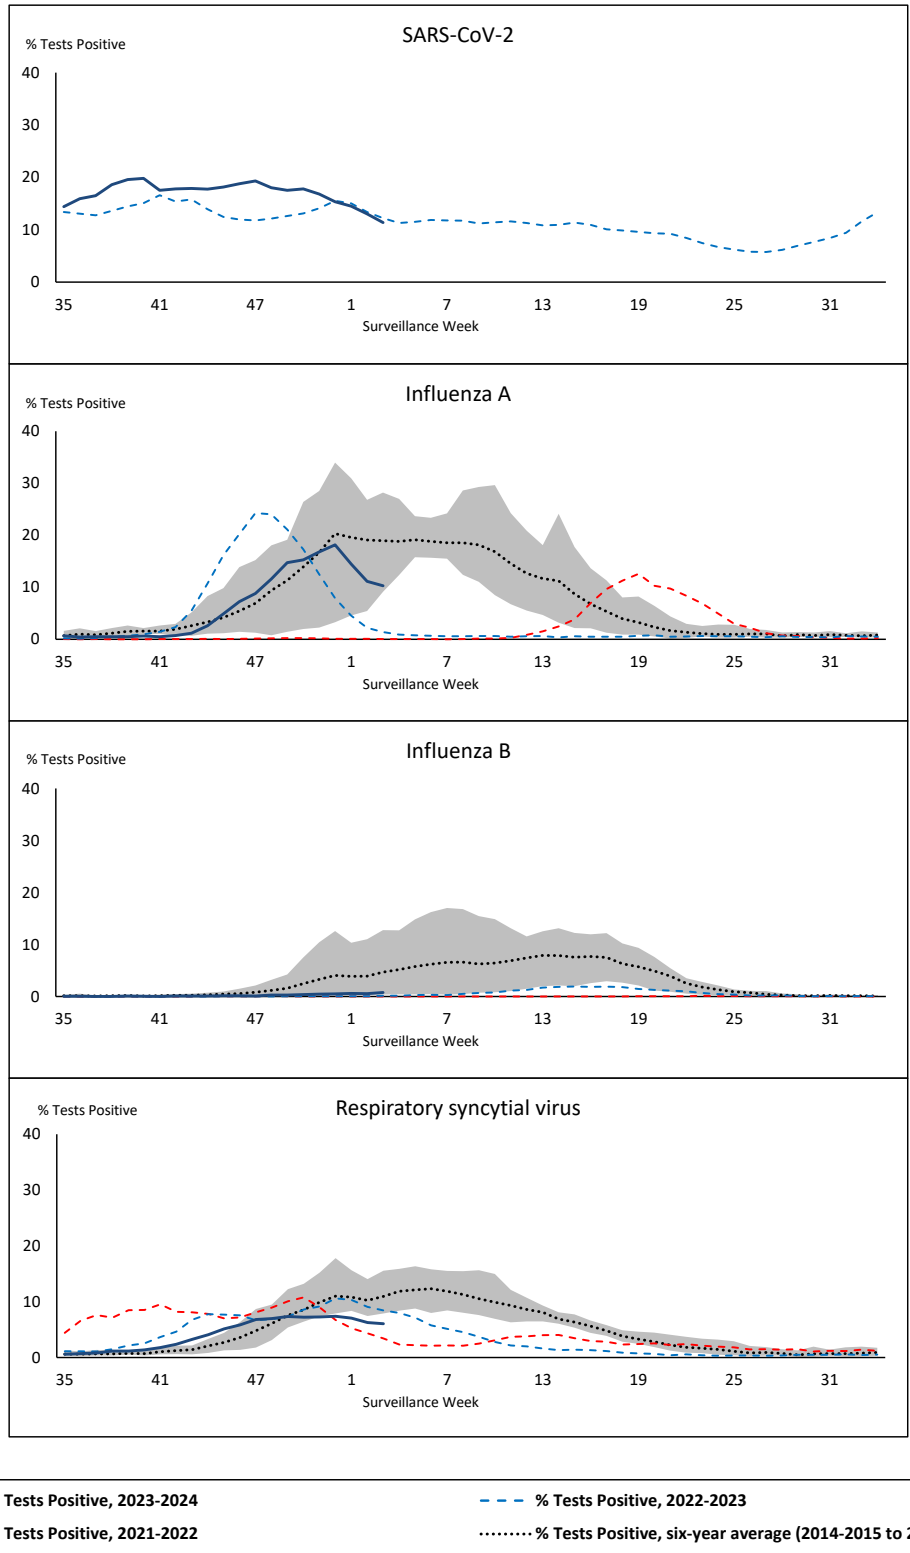 SARS-CoV-2
% Tests Positive
40
30
20
10
0
35 41 47 1 7 13 19 25 31
Surveillance Week
Influenza A
% Tests Positive
40
30
20
10
0
35 41 47 1 7 13 19 25 31
Surveillance Week
Influenza B
% Tests Positive
40
30
20
10
0
35 41 47 1 7 13 19 25 31
Surveillance Week
Respiratory syncytial virus
% Tests Positive
40
30
20
10
0
35 41 47 1 7 13 19 25 31
Surveillance Week
Tests Positive, 2023-2024 % Tests Positive, 2022-2023
Tests Positive, 2021-2022 % Tests Positive, six-year average (2014-2015 to 2